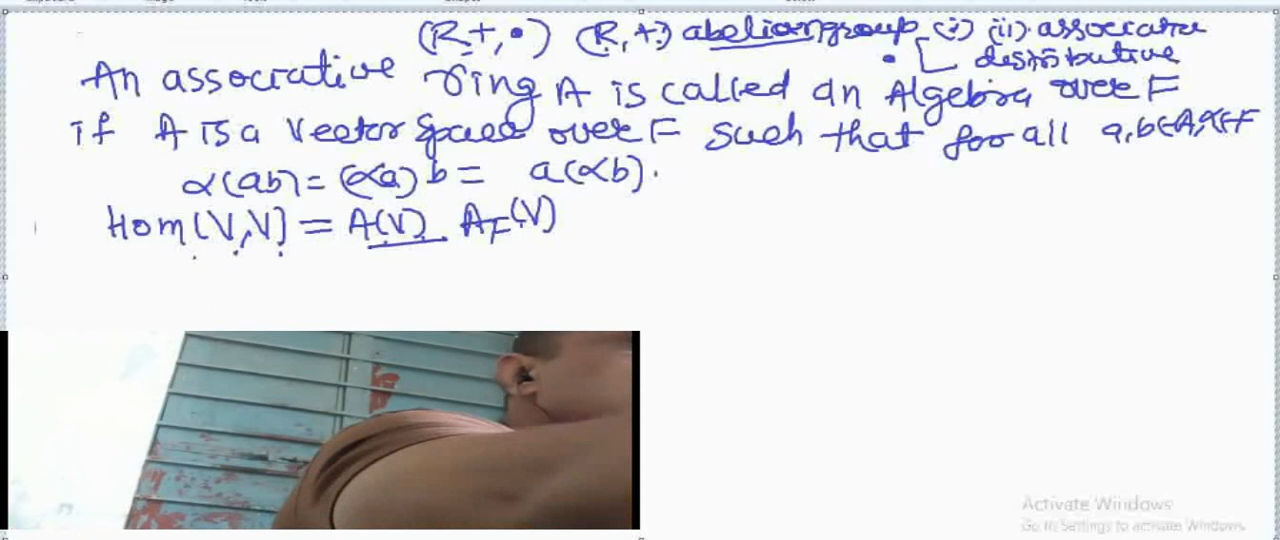 (R+,•) (R,+) abelian group (i) (ii) associative
• distributive
An associative ring A is called an Algebra over F
if A is a vector space over F such that for all a,b∈A,α∈F
α(ab)=(αa)b= a(αb).
Hom(V,V) = A(V) A_F(V)
Activate Windows
Go to Settings to activate Windows.